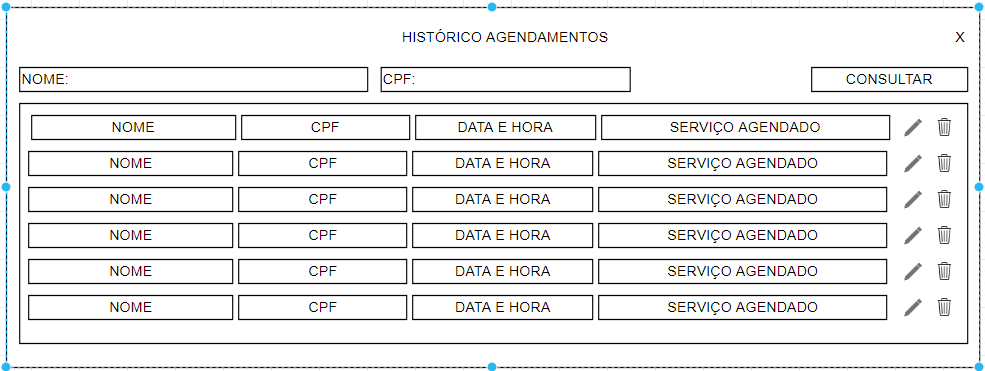 HISTÓRICO AGENDAMENTOS X
NOME: CPF: CONSULTAR
NOME CPF DATA E HORA SERVIÇO AGENDADO
NOME CPF DATA E HORA SERVIÇO AGENDADO
NOME CPF DATA E HORA SERVIÇO AGENDADO
NOME CPF DATA E HORA SERVIÇO AGENDADO
NOME CPF DATA E HORA SERVIÇO AGENDADO
NOME CPF DATA E HORA SERVIÇO AGENDADO